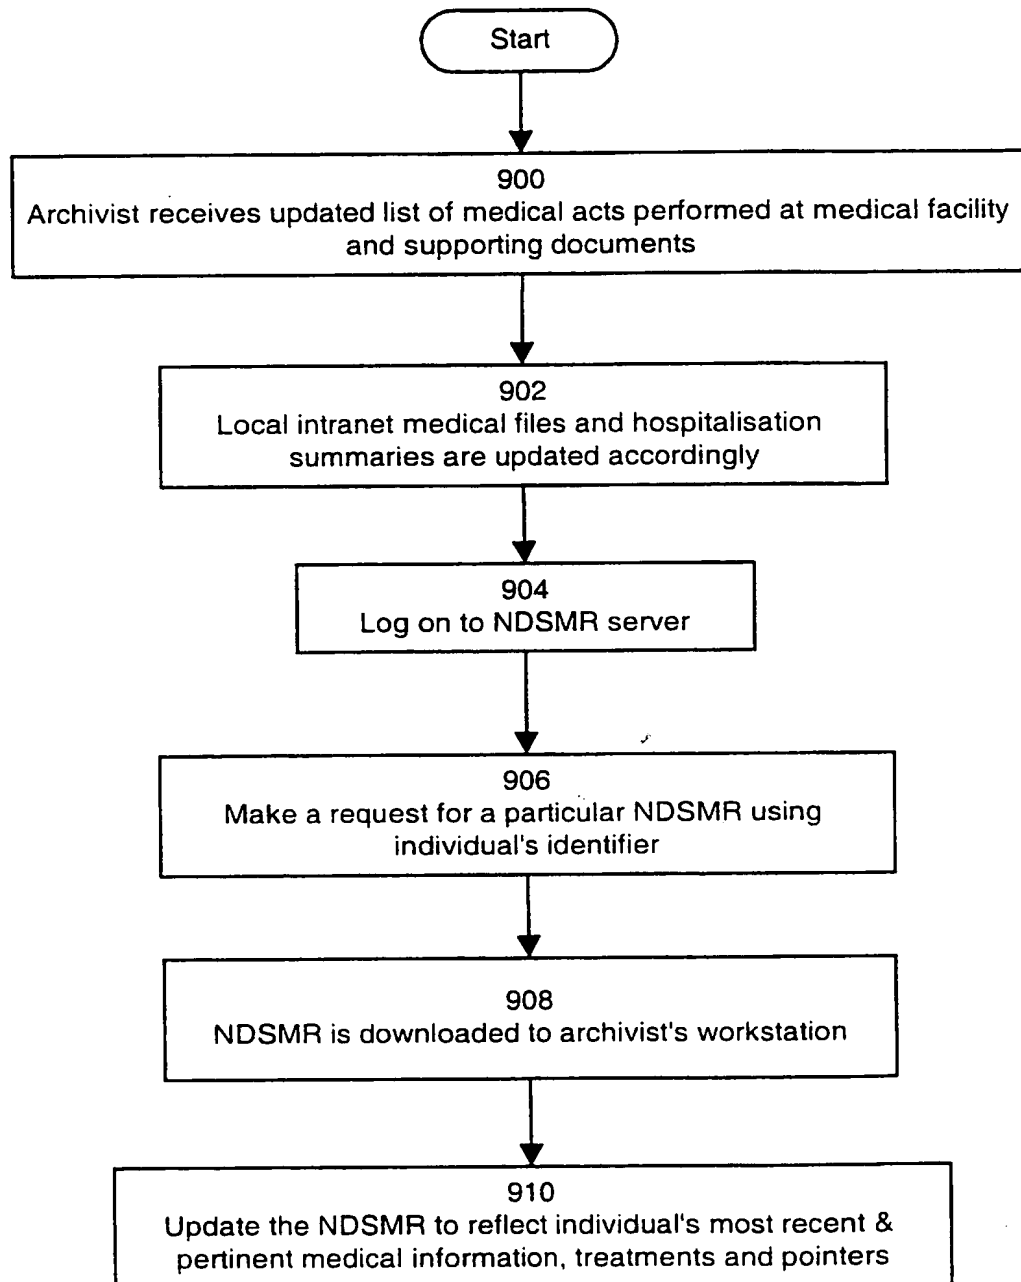 Start
900
Archivist receives updated list of medical acts performed at medical facility
and supporting documents
902
Local intranet medical files and hospitalisation
summaries are updated accordingly
904
Log on to NDSMR server
906
Make a request for a particular NDSMR using
individual's identifier
908
NDSMR is downloaded to archivist's workstation
910
Update the NDSMR to reflect individual's most recent &
pertinent medical information, treatments and pointers